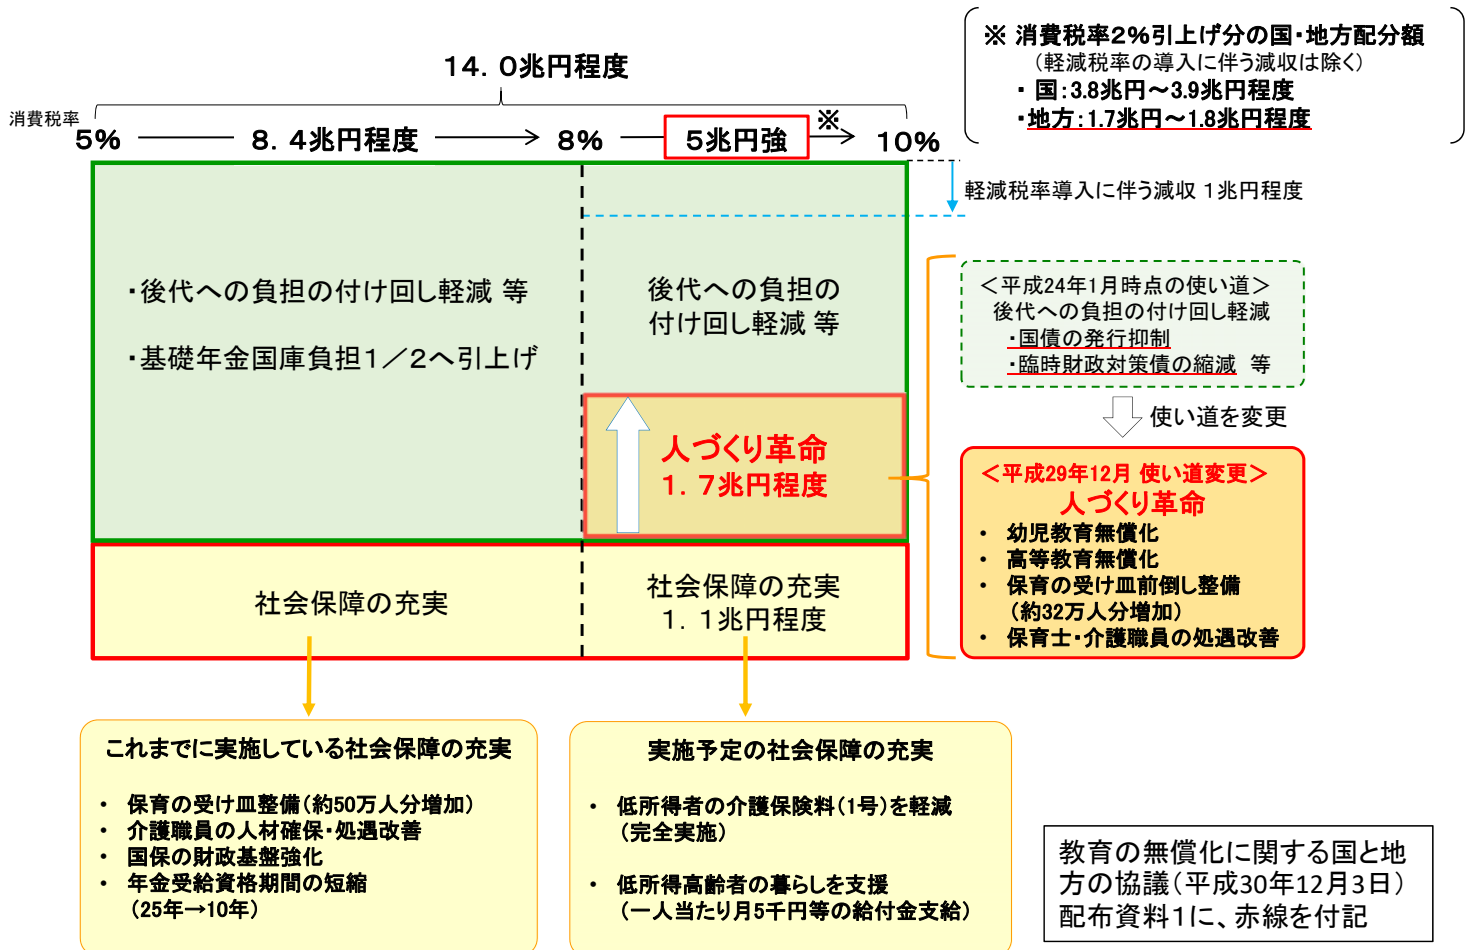 ※ 消費税率２％引上げ分の国・地方配分額
（軽減税率の導入に伴う減収は除く）
・ 国：3.8兆円～3.9兆円程度
・地方：1.7兆円～1.8兆円程度
１４．０兆円程度
消費税率
５％
８．４兆円程度
８％
５兆円強
※
１０％
軽減税率導入に伴う減収 １兆円程度
・後代への負担の付け回し軽減 等
・基礎年金国庫負担１／２へ引上げ
後代への負担の
付け回し軽減 等
人づくり革命
１．７兆円程度
社会保障の充実
社会保障の充実
１．１兆円程度
＜平成24年1月時点の使い道＞
後代への負担の付け回し軽減
・国債の発行抑制
・臨時財政対策債の縮減 等
使い道を変更
＜平成29年12月 使い道変更＞
人づくり革命
・ 幼児教育無償化
・ 高等教育無償化
・ 保育の受け皿前倒し整備
（約32万人分増加）
・ 保育士・介護職員の処遇改善
これまでに実施している社会保障の充実
・ 保育の受け皿整備（約50万人分増加）
・ 介護職員の人材確保・処遇改善
・ 国保の財政基盤強化
・ 年金受給資格期間の短縮
（25年→10年）
実施予定の社会保障の充実
・ 低所得者の介護保険料（1号）を軽減
（完全実施）
・ 低所得高齢者の暮らしを支援
（一人当たり月5千円等の給付金支給）
教育の無償化に関する国と地
方の協議（平成30年12月3日）
配布資料１に、赤線を付記